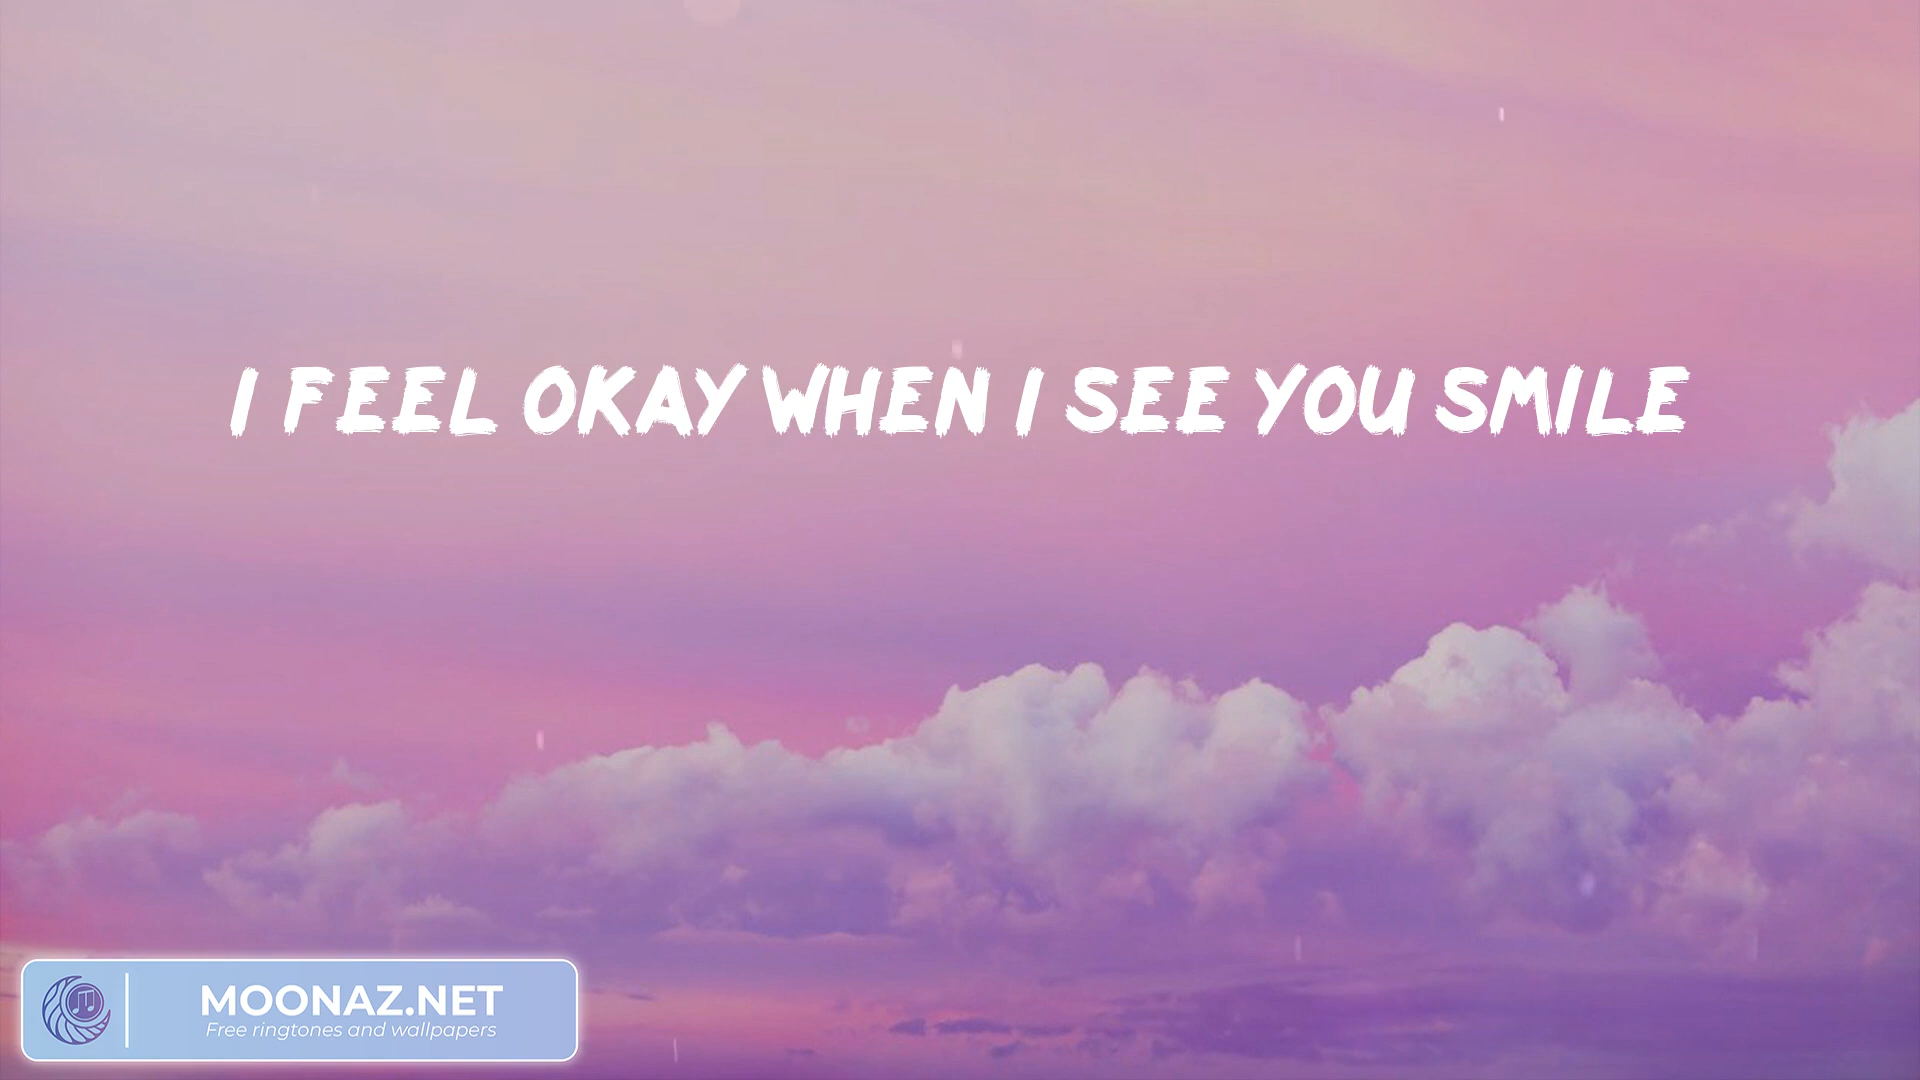 I FEEL OKAY WHEN I SEE YOU SMILE
MOONAZ.NET
Free ringtones and wallpapers